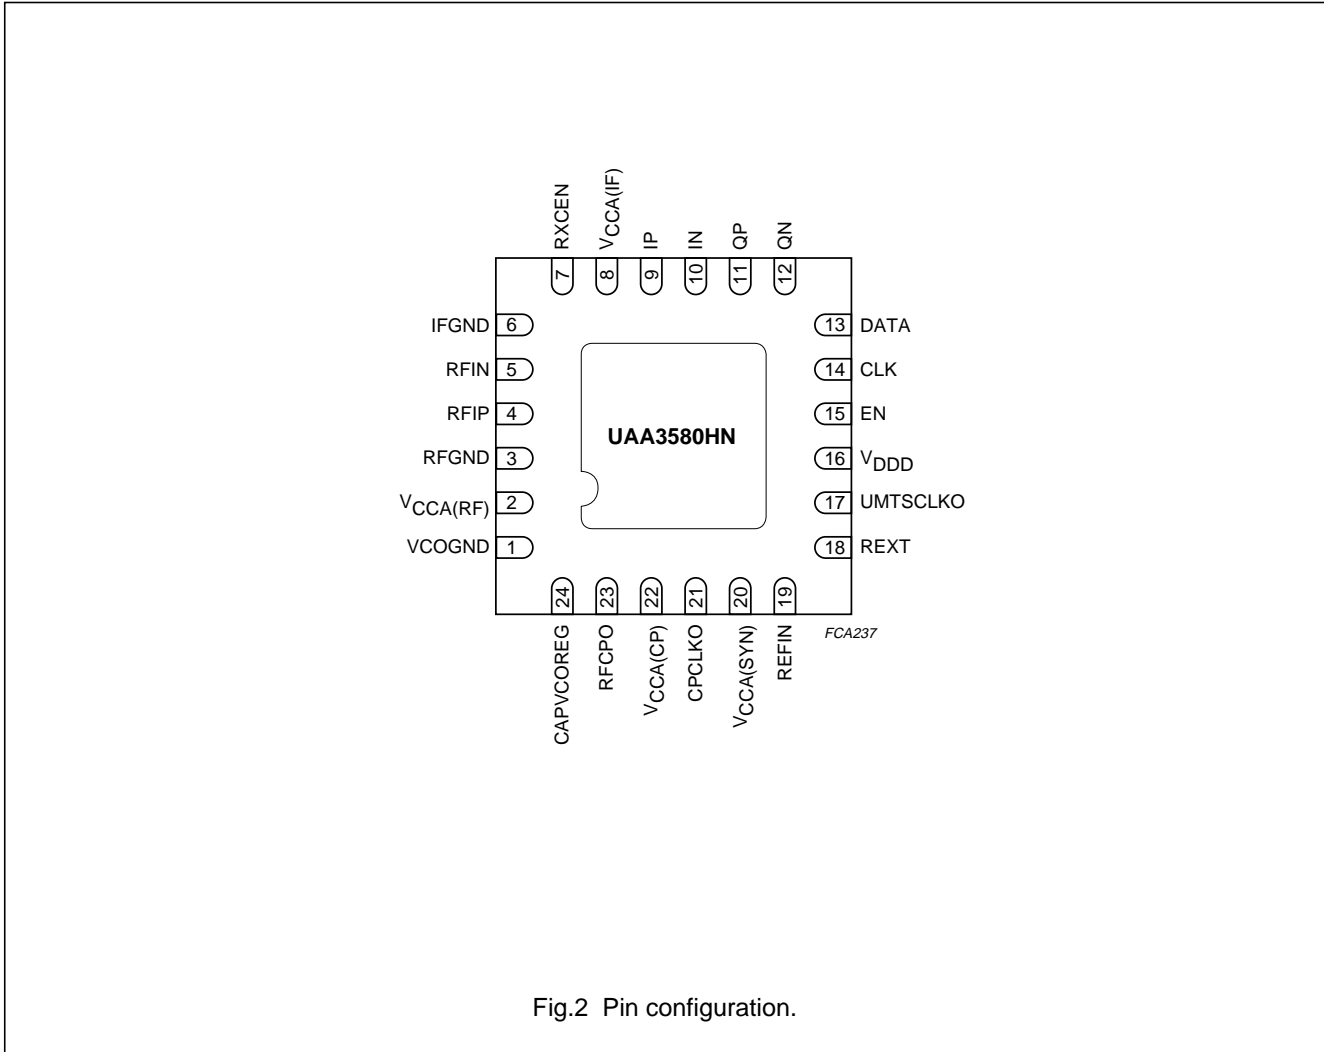 RXCEN
VCCA(IF)
IP
IN
QP
QN
7
8
9
10
11
12
IFGND 6
13 DATA
RFIN 5
14 CLK
RFIP 4
15 EN
UAA3580HN
RFGND 3
16 VDDD
VCCA(RF) 2
17 UMTSCLKO
VCOGND 1
18 REXT
24
23
22
21
20
19
CAPVCOREG
RFCPO
VCCA(CP)
CPCLKO
VCCA(SYN)
REFIN
FCA237
Fig.2 Pin configuration.